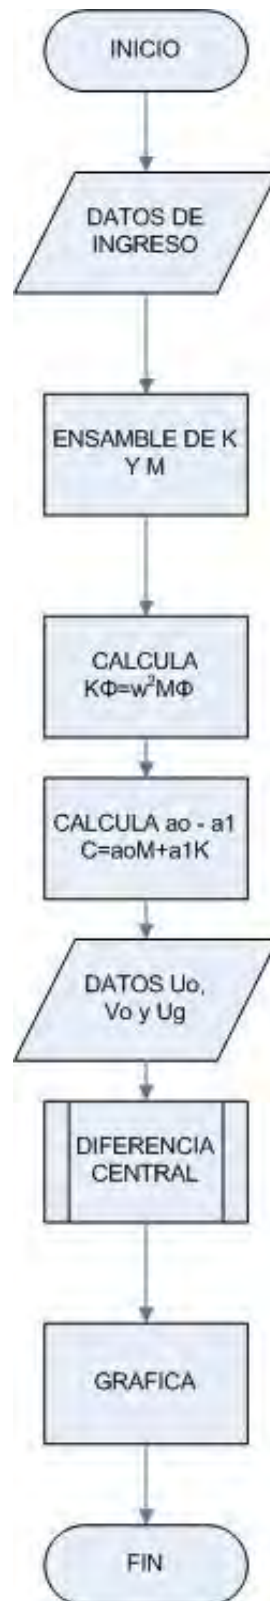 INICIO
DATOS DE
INGRESO
ENSAMBLE DE K
Y M
CALCULA
KΦ=w²MΦ
CALCULA ao - a1
C=aoM+a1K
DATOS Uo,
Vo y Ug
DIFERENCIA
CENTRAL
GRAFICA
FIN